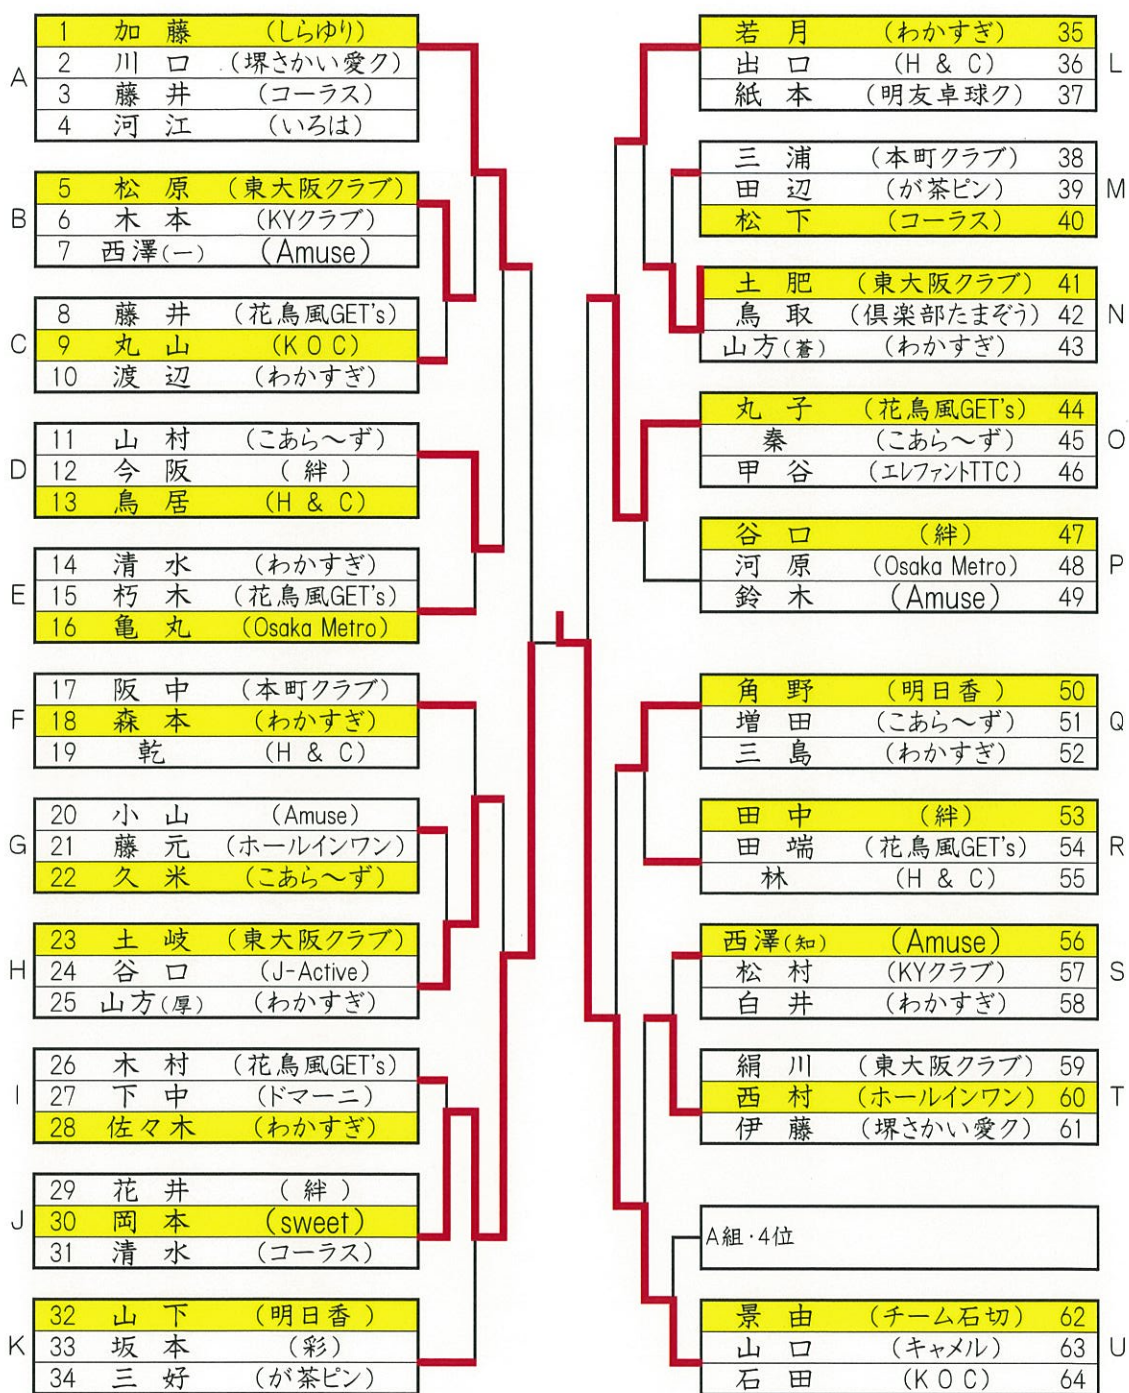 A
1 加藤 (しらゆり)
2 川口 (堺さかい愛ク)
3 藤井 (コーラス)
4 河江 (いろは)
B
5 松原 (東大阪クラブ)
6 木本 (KYクラブ)
7 西澤(一) (Amuse)
C
8 藤井 (花鳥風GET's)
9 丸山 (KOC)
10 渡辺 (わかすぎ)
D
11 山村 (こあら～ず)
12 今阪 (絆)
13 鳥居 (H & C)
E
14 清水 (わかすぎ)
15 朽木 (花鳥風GET's)
16 亀丸 (Osaka Metro)
F
17 阪中 (本町クラブ)
18 森本 (わかすぎ)
19 乾 (H & C)
G
20 小山 (Amuse)
21 藤元 (ホールインワン)
22 久米 (こあら～ず)
H
23 土岐 (東大阪クラブ)
24 谷口 (J-Active)
25 山方(厚) (わかすぎ)
I
26 木村 (花鳥風GET's)
27 下中 (ドマーニ)
28 佐々木 (わかすぎ)
J
29 花井 (絆)
30 岡本 (sweet)
31 清水 (コーラス)
K
32 山下 (明日香)
33 坂本 (彩)
34 三好 (が茶ピン)
若月 (わかすぎ) 35
出口 (H & C) 36
紙本 (明友卓球ク) 37
L
三浦 (本町クラブ) 38
田辺 (が茶ピン) 39
松下 (コーラス) 40
M
土肥 (東大阪クラブ) 41
鳥取 (倶楽部たまぞう) 42
山方(蒼) (わかすぎ) 43
N
丸子 (花鳥風GET's) 44
秦 (こあら～ず) 45
甲谷 (エレファントTTC) 46
O
谷口 (絆) 47
河原 (Osaka Metro) 48
鈴木 (Amuse) 49
P
角野 (明日香) 50
増田 (こあら～ず) 51
三島 (わかすぎ) 52
Q
田中 (絆) 53
田端 (花鳥風GET's) 54
林 (H & C) 55
R
西澤(知) (Amuse) 56
松村 (KYクラブ) 57
白井 (わかすぎ) 58
S
絹川 (東大阪クラブ) 59
西村 (ホールインワン) 60
伊藤 (堺さかい愛ク) 61
T
A組・4位
景由 (チーム石切) 62
山口 (キャメル) 63
石田 (KOC) 64
U